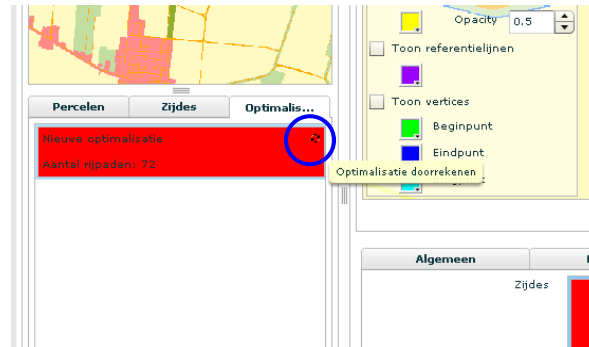 Opacity 0.5
Toon referentielijnen
Toon vertices
Beginpunt
Eindpunt
Percelen Zijdes Optimalis...
Nieuwe optimalisatie
Aantal rijpaden: 72
Optimalisatie doorrekenen
Algemeen
Zijdes